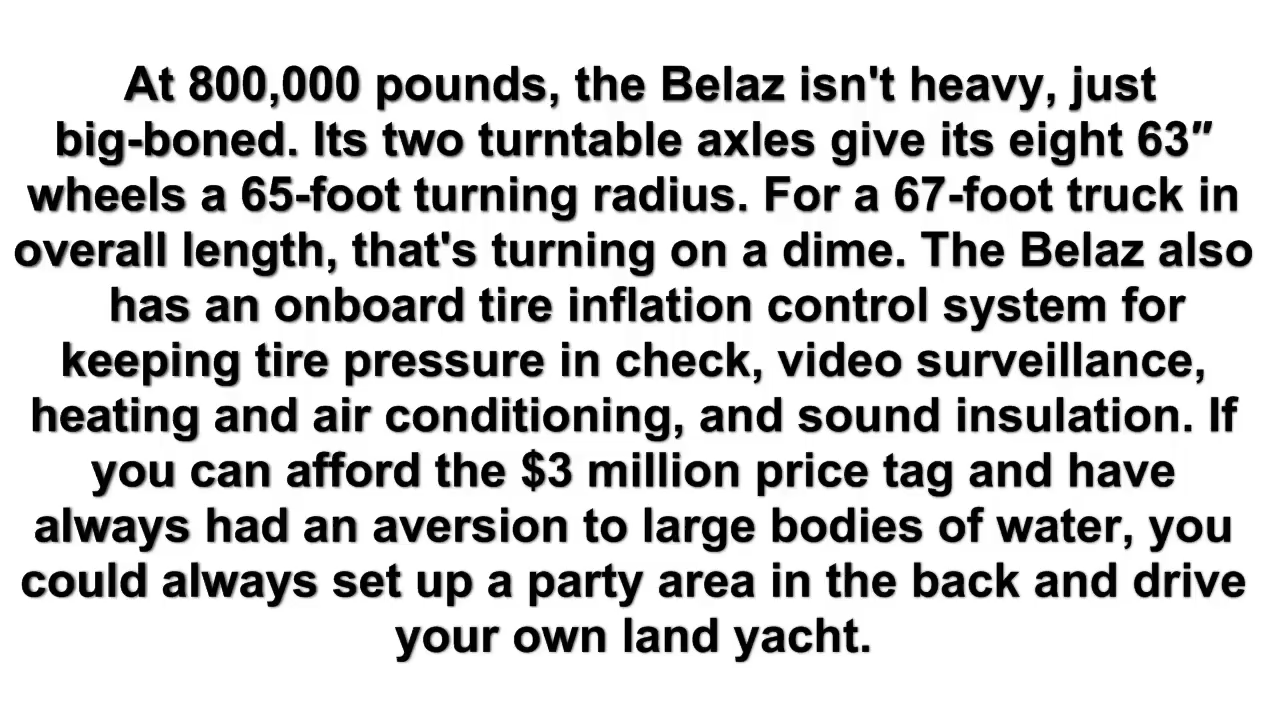 At 800,000 pounds, the Belaz isn't heavy, just
big-boned. Its two turntable axles give its eight 63″
wheels a 65-foot turning radius. For a 67-foot truck in
overall length, that's turning on a dime. The Belaz also
has an onboard tire inflation control system for
keeping tire pressure in check, video surveillance,
heating and air conditioning, and sound insulation. If
you can afford the $3 million price tag and have
always had an aversion to large bodies of water, you
could always set up a party area in the back and drive
your own land yacht.